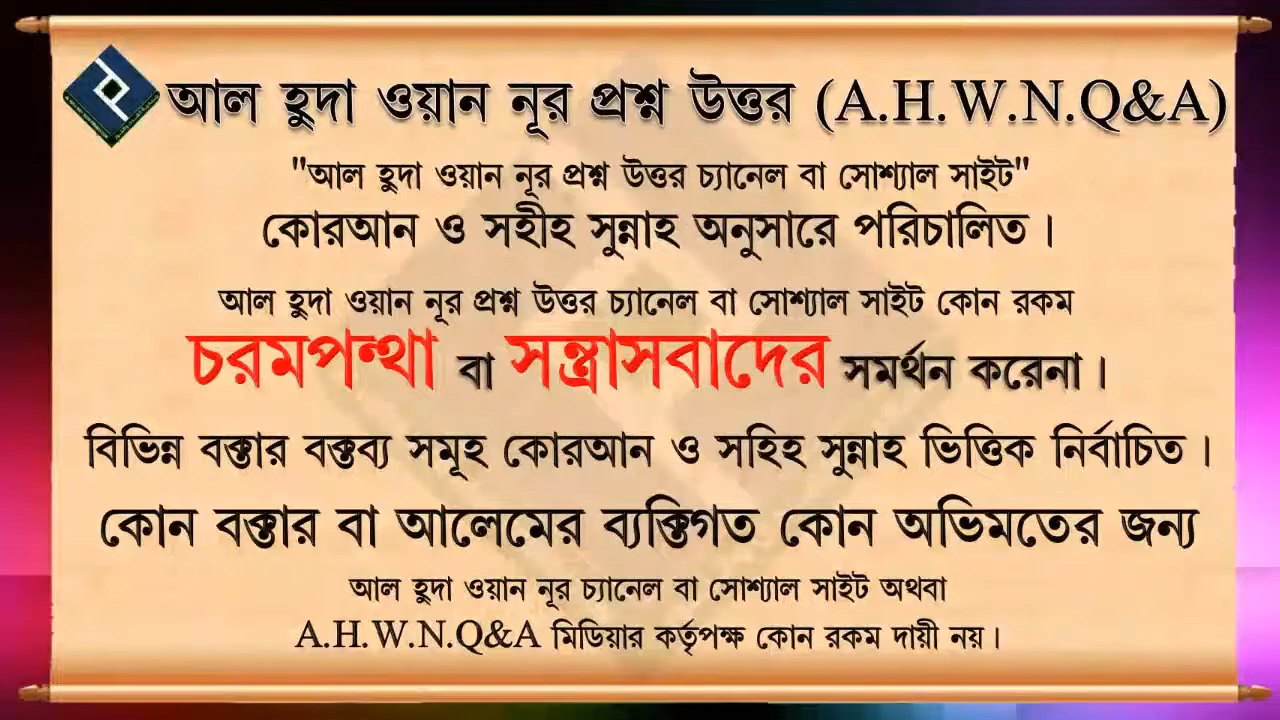 আল হুদা ওয়ান নূর প্রশ্ন উত্তর (A.H.W.N.Q&A)
"আল হুদা ওয়ান নূর প্রশ্ন উত্তর চ্যানেল বা সোশ্যাল সাইট"
কোরআন ও সহীহ সুন্নাহ অনুসারে পরিচালিত।
আল হুদা ওয়ান নূর প্রশ্ন উত্তর চ্যানেল বা সোশ্যাল সাইট কোন রকম
চরমপন্থা বা সন্ত্রাসবাদের সমর্থন করেনা।
বিভিন্ন বক্তার বক্তব্য সমূহ কোরআন ও সহিহ সুন্নাহ ভিত্তিক নির্বাচিত।
কোন বক্তার বা আলেমের ব্যক্তিগত কোন অভিমতের জন্য
আল হুদা ওয়ান নূর চ্যানেল বা সোশ্যাল সাইট অথবা
A.H.W.N.Q&A মিডিয়ার কর্তৃপক্ষ কোন রকম দায়ী নয়।